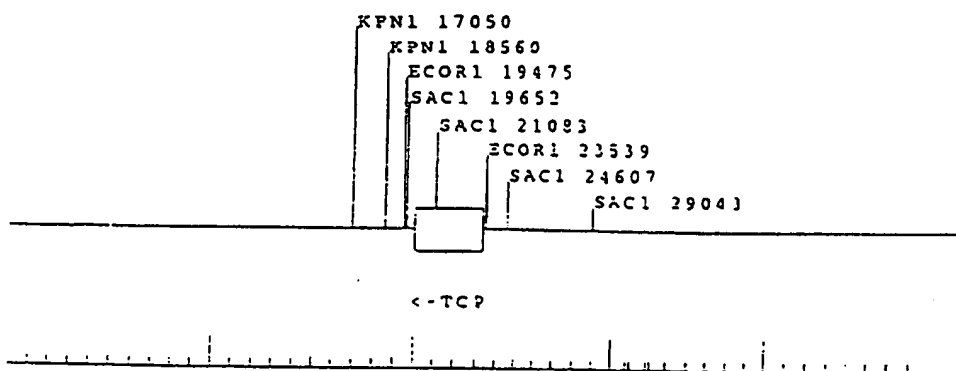 KPN1 17050
KPN1 18560
ECOR1 19475
SAC1 19652
SAC1 21083
ECOR1 23539
SAC1 24607
SAC1 29043
<-TCP